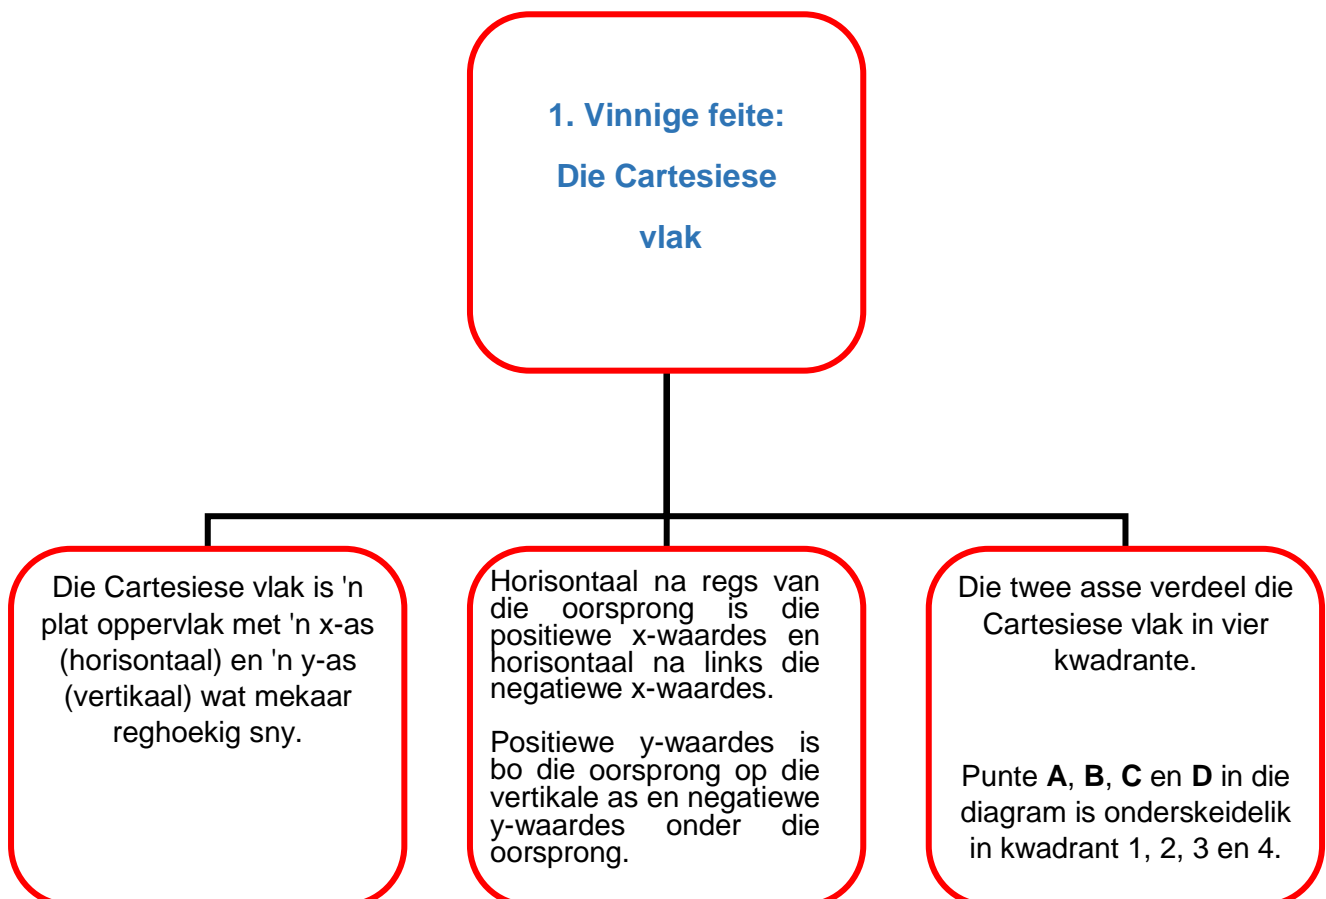 1. Vinnige feite:
Die Cartesiese
vlak
Die Cartesiese vlak is 'n
plat oppervlak met 'n x-as
(horisontaal) en 'n y-as
(vertikaal) wat mekaar
reghoekig sny.
Horisontaal na regs van
die oorsprong is die
positiewe x-waardes en
horisontaal na links die
negatiewe x-waardes.
Positiewe y-waardes is
bo die oorsprong op die
vertikale as en negatiewe
y-waardes onder die
oorsprong.
Die twee asse verdeel die
Cartesiese vlak in vier
kwadrante.
Punte A, B, C en D in die
diagram is onderskeidelik
in kwadrant 1, 2, 3 en 4.